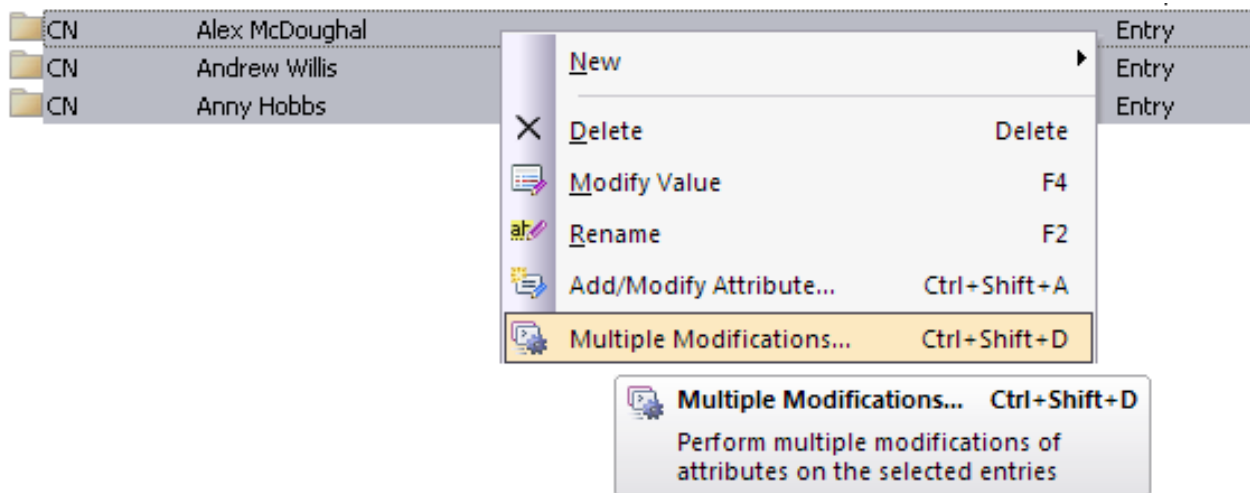 CN Alex McDoughal Entry
CN Andrew Willis Entry
CN Anny Hobbs Entry
New
Delete Delete
Modify Value F4
ab Rename F2
Add/Modify Attribute... Ctrl+Shift+A
Multiple Modifications... Ctrl+Shift+D
Multiple Modifications... Ctrl+Shift+D
Perform multiple modifications of
attributes on the selected entries